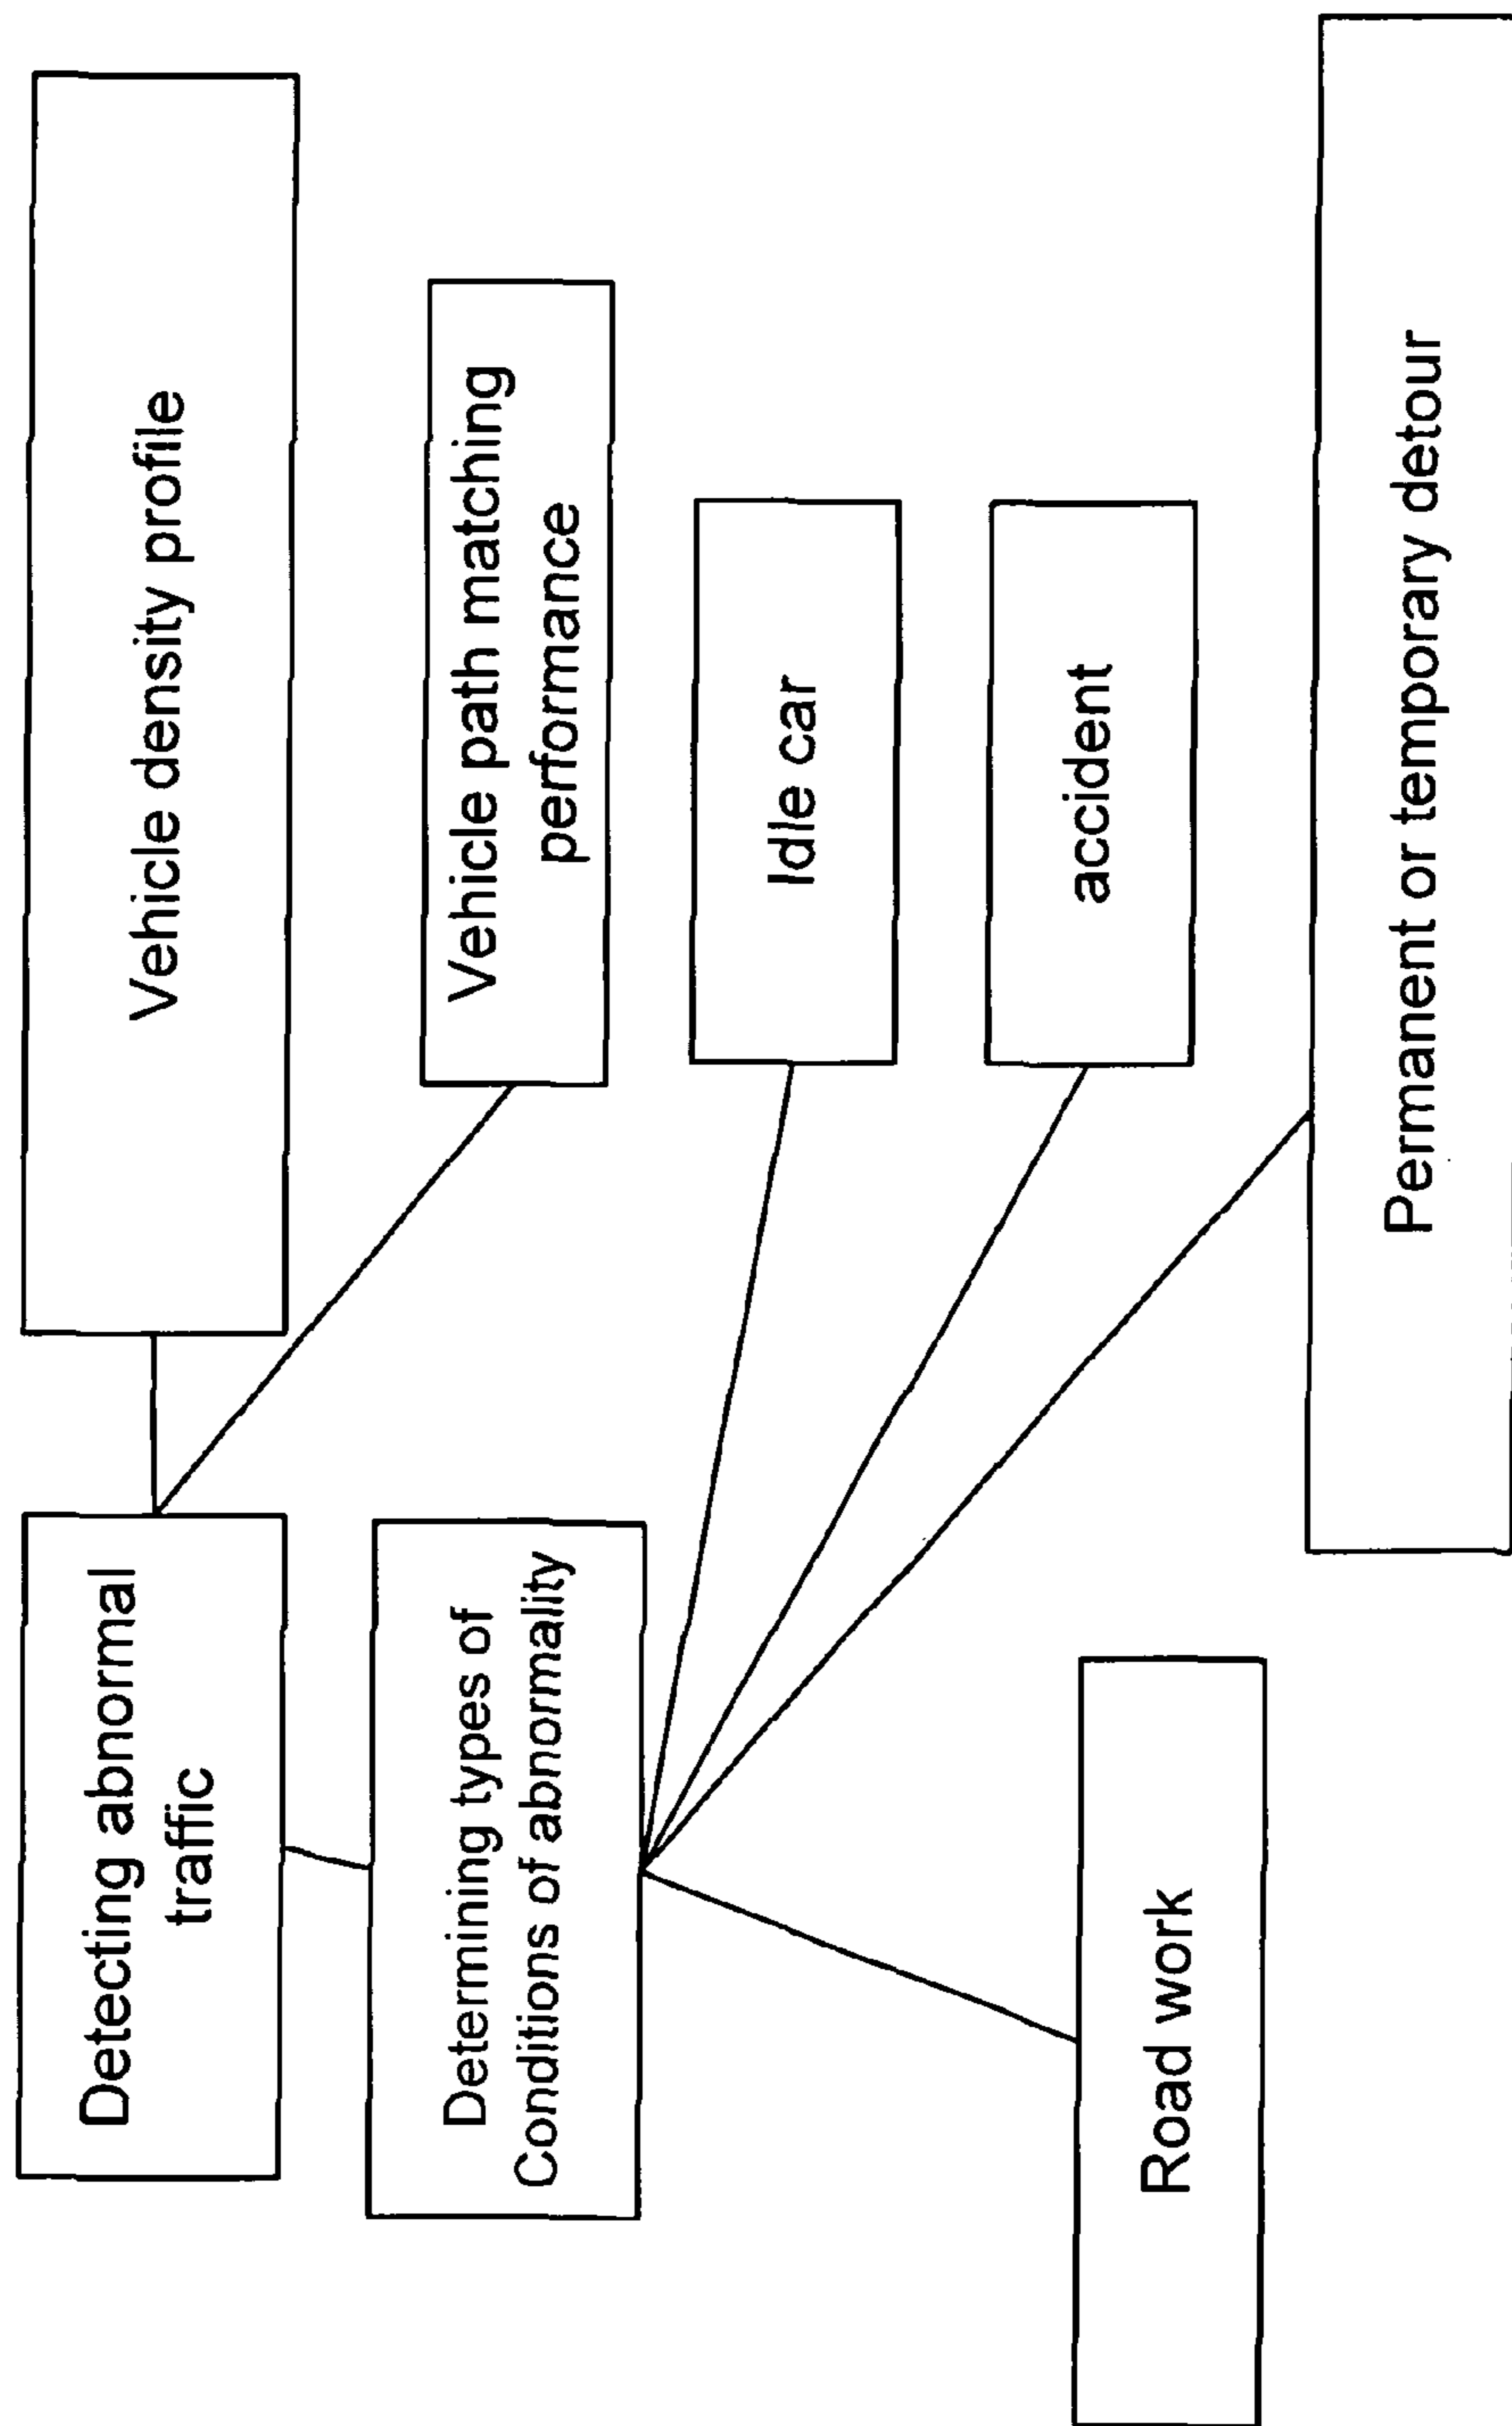 Detecting abnormal
traffic
Vehicle density profile
Determining types of
Conditions of abnormality
Vehicle path matching
performance
Idle car
accident
Road work
Permanent or temporary detour